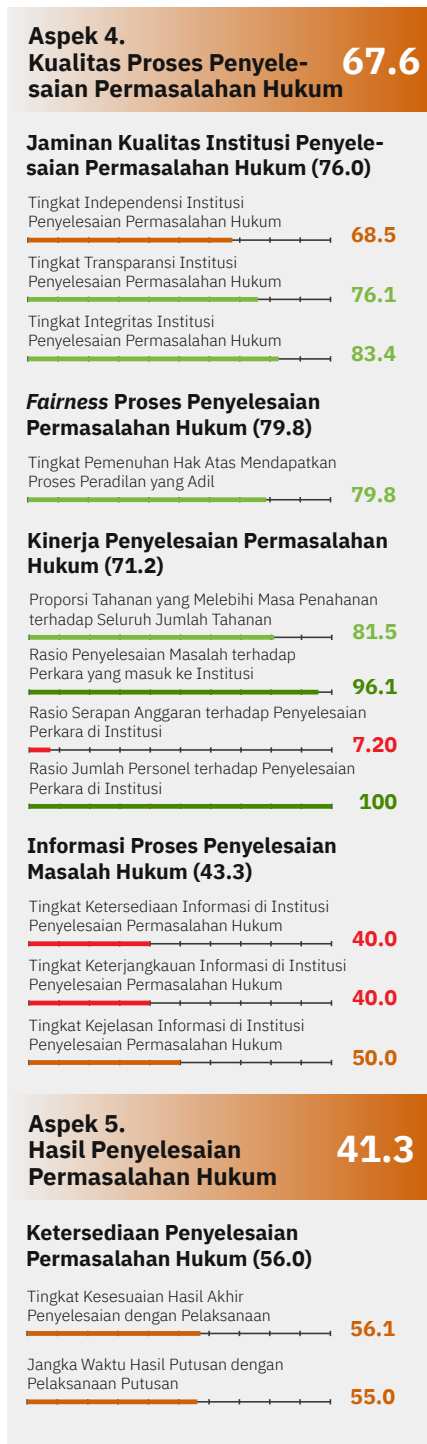 Aspek 4.
Kualitas Proses Penyele-
saian Permasalahan Hukum
67.6
Jaminan Kualitas Institusi Penyele-
saian Permasalahan Hukum (76.0)
Tingkat Independensi Institusi
Penyelesaian Permasalahan Hukum
68.5
Tingkat Transparansi Institusi
Penyelesaian Permasalahan Hukum
76.1
Tingkat Integritas Institusi
Penyelesaian Permasalahan Hukum
83.4
Fairness Proses Penyelesaian
Permasalahan Hukum (79.8)
Tingkat Pemenuhan Hak Atas Mendapatkan
Proses Peradilan yang Adil
79.8
Kinerja Penyelesaian Permasalahan
Hukum (71.2)
Proporsi Tahanan yang Melebihi Masa Penahanan
terhadap Seluruh Jumlah Tahanan
81.5
Rasio Penyelesaian Masalah terhadap
Perkara yang masuk ke Institusi
96.1
Rasio Serapan Anggaran terhadap Penyelesaian
Perkara di Institusi
7.20
Rasio Jumlah Personel terhadap Penyelesaian
Perkara di Institusi
100
Informasi Proses Penyelesaian
Masalah Hukum (43.3)
Tingkat Ketersediaan Informasi di Institusi
Penyelesaian Permasalahan Hukum
40.0
Tingkat Keterjangkauan Informasi di Institusi
Penyelesaian Permasalahan Hukum
40.0
Tingkat Kejelasan Informasi di Institusi
Penyelesaian Permasalahan Hukum
50.0
Aspek 5.
Hasil Penyelesaian
Permasalahan Hukum
41.3
Ketersediaan Penyelesaian
Permasalahan Hukum (56.0)
Tingkat Kesesuaian Hasil Akhir
Penyelesaian dengan Pelaksanaan
56.1
Jangka Waktu Hasil Putusan dengan
Pelaksanaan Putusan
55.0